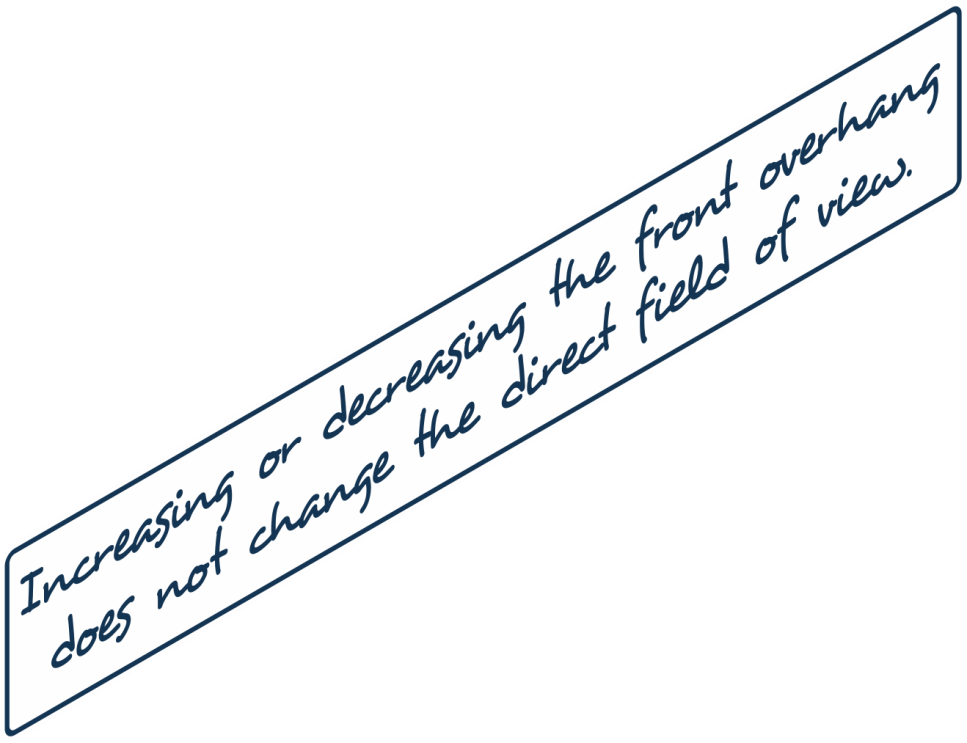 Increasing or decreasing the front overhang
does not change the direct field of view.